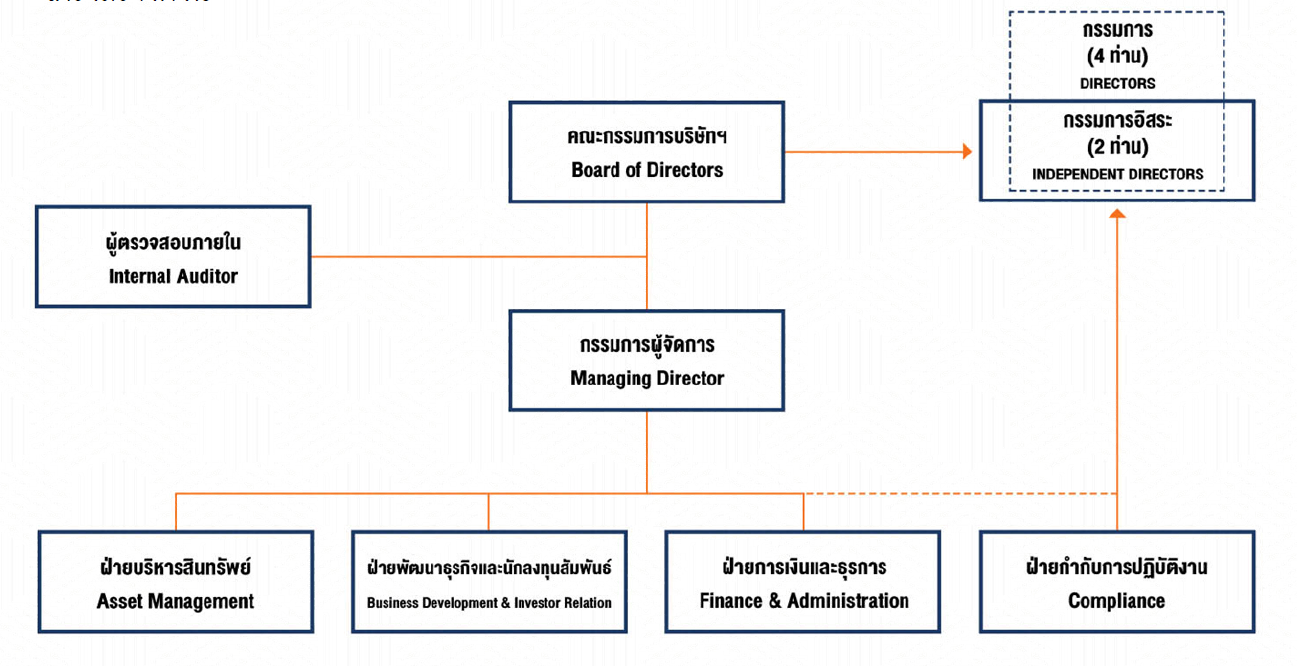 กรรมการ
(4 ท่าน)
DIRECTORS
คณะกรรมการบริษัทฯ
Board of Directors
กรรมการอิสระ
(2 ท่าน)
INDEPENDENT DIRECTORS
ผู้ตรวจสอบภายใน
Internal Auditor
กรรมการผู้จัดการ
Managing Director
ฝ่ายบริหารสินทรัพย์
Asset Management
ฝ่ายพัฒนาธุรกิจและนักลงทุนสัมพันธ์
Business Development & Investor Relation
ฝ่ายการเงินและธุรการ
Finance & Administration
ฝ่ายกำกับการปฏิบัติงาน
Compliance